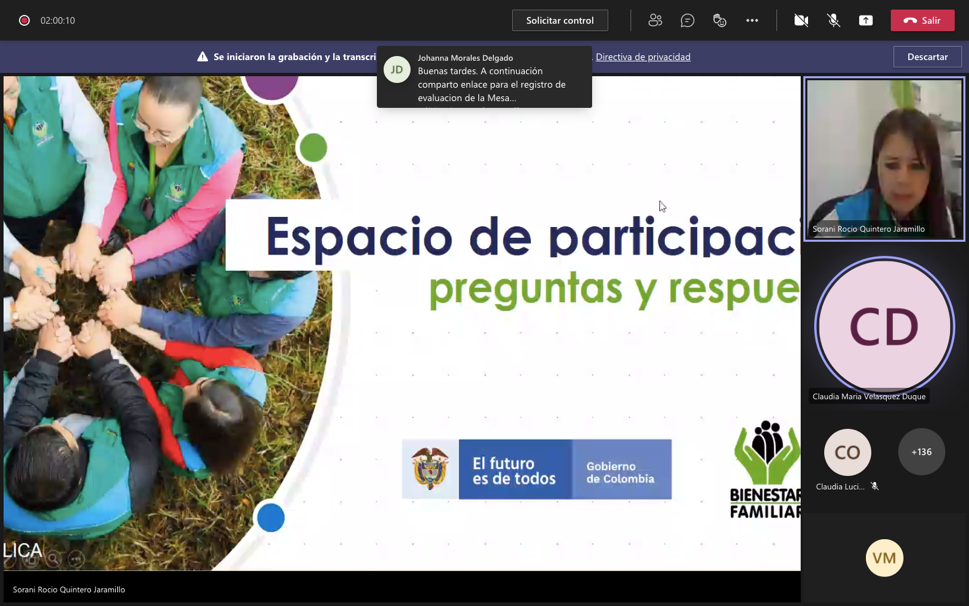 02:00:10
Solicitar control
Salir
Se iniciaron la grabación y la transcri
. Directiva de privacidad
Descartar
JD
Johanna Morales Delgado
Buenas tardes. A continuación
comparto enlace para el registro de
evaluacion de la Mesa...
Espacio de participac
preguntas y respue
El futuro
es de todos
Gobierno
de Colombia
BIENESTAR
FAMILIAR
LICA
Sorani Rocio Quintero Jaramillo
Sorani Rocio Quintero Jaramillo
CD
Claudia Maria Velasquez Duque
CO
Claudia Luci...
+136
VM